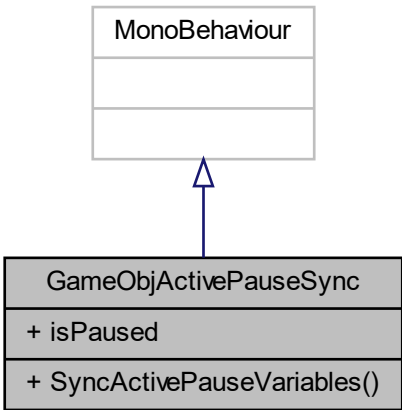 MonoBehaviour
GameObjActivePauseSync
+ isPaused
+ SyncActivePauseVariables()